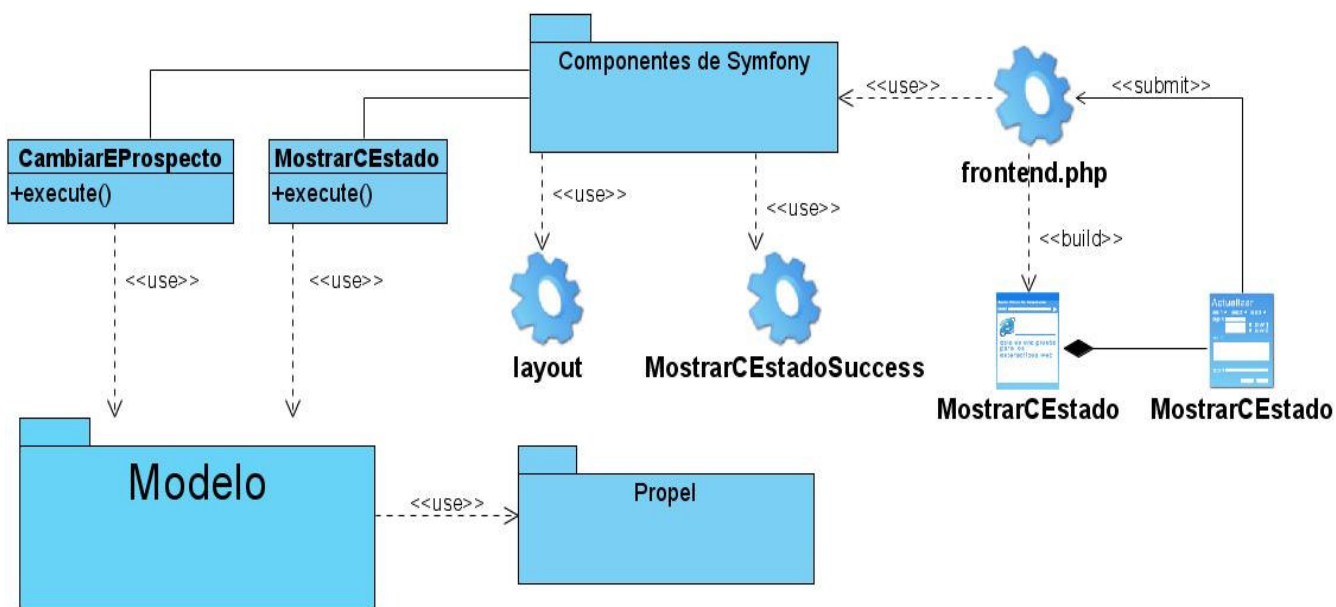 Componentes de Symfony
<<use>>
<<submit>>
CambiarEProspecto
+execute()
MostrarCEstado
+execute()
frontend.php
<<use>>
<<use>>
<<build>>
<<use>>
<<use>>
Actualizar
layout
MostrarCEstadoSuccess
MostrarCEstado
MostrarCEstado
Modelo
<<use>>
Propel